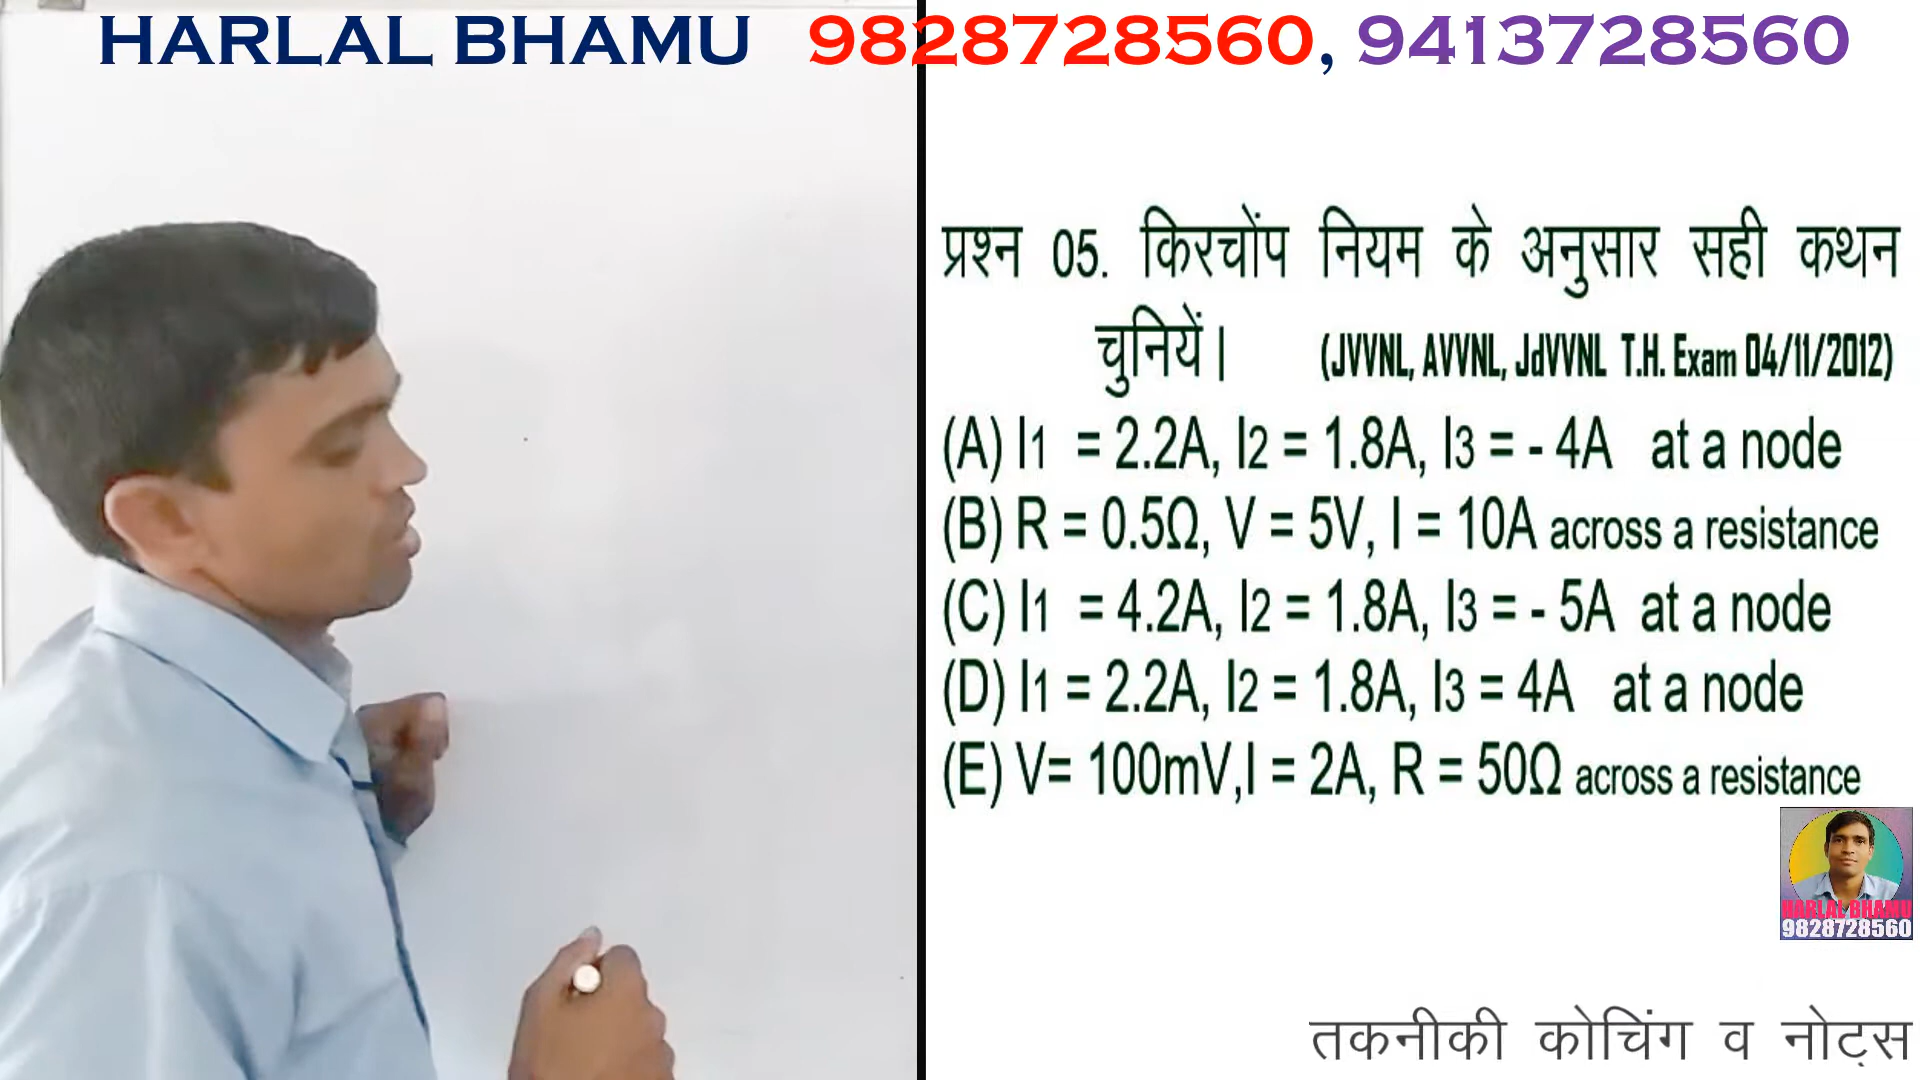 HARLAL BHAMU 9828728560, 9413728560
प्रश्न 05. किरचोंप नियम के अनुसार सही कथन
चुनियें। (JVVNL, AVVNL, JdVVNL T.H. Exam 04/11/2012)
(A) I1 = 2.2A, I2 = 1.8A, I3 = - 4A at a node
(B) R = 0.5Ω, V = 5V, I = 10A across a resistance
(C) I1 = 4.2A, I2 = 1.8A, I3 = - 5A at a node
(D) I1 = 2.2A, I2 = 1.8A, I3 = 4A at a node
(E) V= 100mV,I = 2A, R = 50Ω across a resistance
HARLAL BHAMU
9828728560
तकनीकी कोचिंग व नोट्स